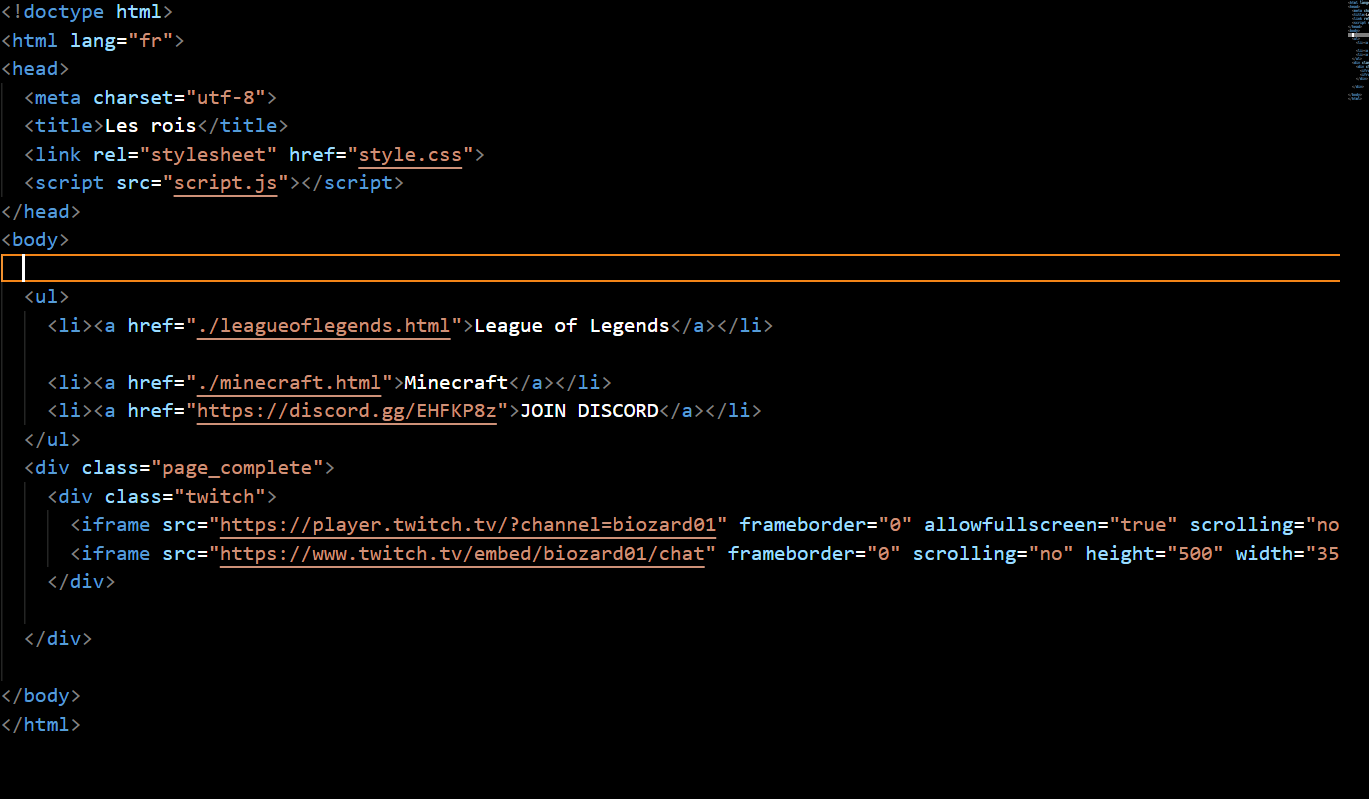 <!doctype html>
<html lang="fr">
<head>
  <meta charset="utf-8">
  <title>Les rois</title>
  <link rel="stylesheet" href="style.css">
  <script src="script.js"></script>
</head>
<body>
  <ul>
    <li><a href="./leagueoflegends.html">League of Legends</a></li>
    <li><a href="./minecraft.html">Minecraft</a></li>
    <li><a href="https://discord.gg/EHFKP8z">JOIN DISCORD</a></li>
  </ul>
  <div class="page_complete">
    <div class="twitch">
      <iframe src="https://player.twitch.tv/?channel=biozard01" frameborder="0" allowfullscreen="true" scrolling="no
      <iframe src="https://www.twitch.tv/embed/biozard01/chat" frameborder="0" scrolling="no" height="500" width="35
    </div>
  </div>
</body>
</html>